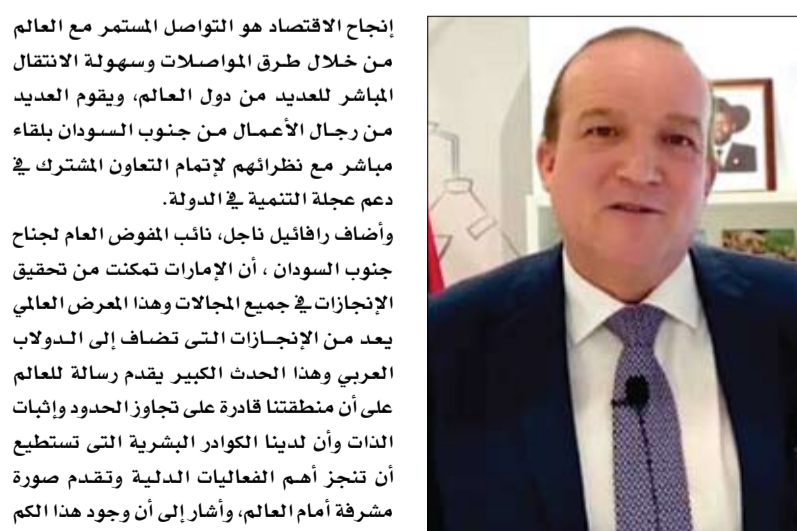 إنجاح الاقتصاد هو التواصل المستمر مع العالم
من خلال طرق المواصلات وسهولة الانتقال
المباشر للعديد من دول العالم، ويقوم العديد
من رجال الأعمال من جنوب السودان بلقاء
مباشر مع نظرائهم لإتمام التعاون المشترك في
دعم عجلة التنمية في الدولة.
وأضاف رافائيل ناجل، نائب المفوض العام لجناح
جنوب السودان ، أن الإمارات تمكنت من تحقيق
الإنجازات في جميع المجالات وهذا المعرض العالمي
يعد من الإنجازات التى تضاف إلى الدولاب
العربي وهذا الحدث الكبير يقدم رسالة للعالم
على أن منطقتنا قادرة على تجاوز الحدود وإثبات
الذات وأن لدينا الكوادر البشرية التى تستطيع
أن تنجز أهم الفعاليات الدلية وتقدم صورة
مشرفة أمام العالم، وأشار إلى أن وجود هذا الكم